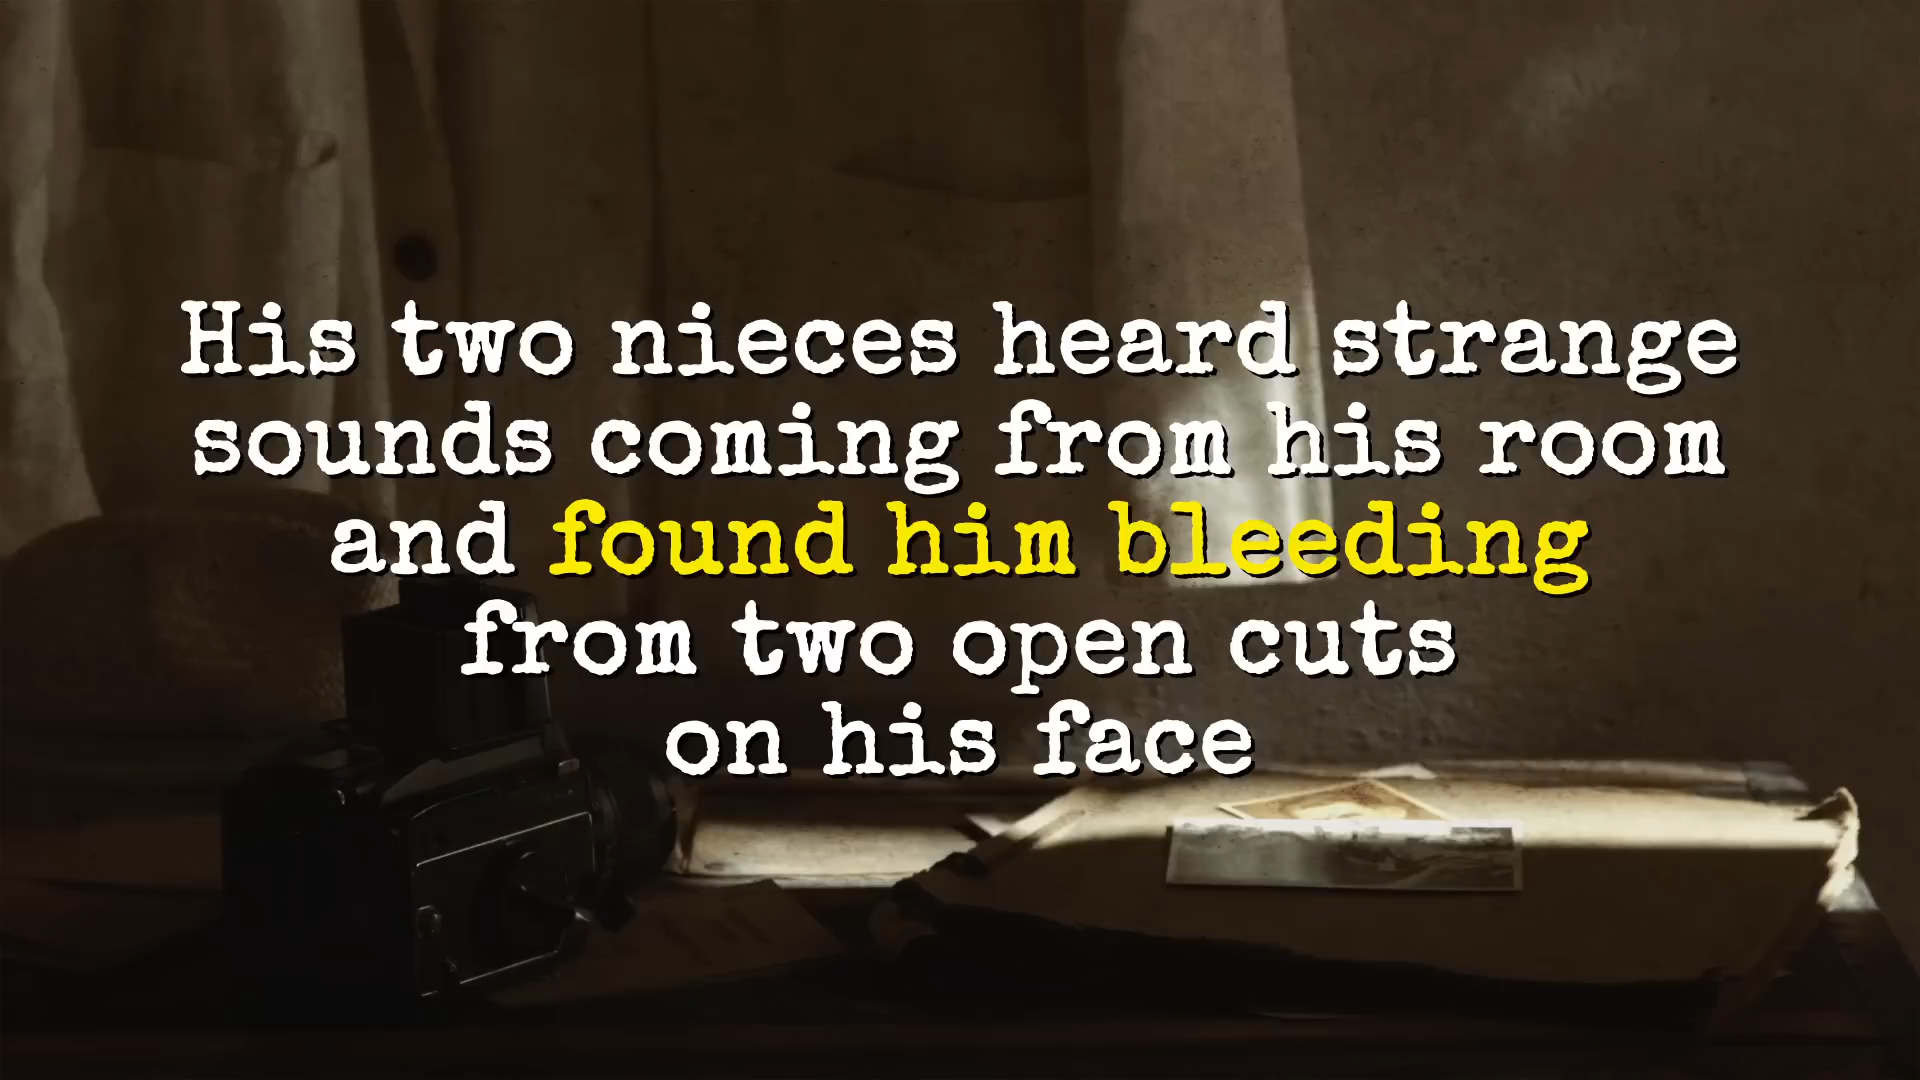 His two nieces heard strange
sounds coming from his room
and found him bleeding
from two open cuts
on his face